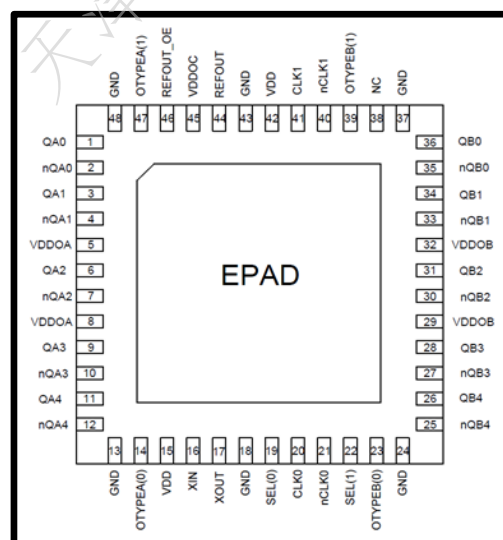 天泽
GND OTYPEA(1) REFOUT_OE VDDOC REFOUT GND VDD CLK1 nCLK1 OTYPEB(1) NC GND
48 47 46 45 44 43 42 41 40 39 38 37
QA0 1 36 QB0
nQA0 2 35 nQB0
QA1 3 34 QB1
nQA1 4 33 nQB1
VDDOA 5 32 VDDOB
QA2 6 31 QB2
EPAD
nQA2 7 30 nQB2
VDDOA 8 29 VDDOB
QA3 9 28 QB3
nQA3 10 27 nQB3
QA4 11 26 QB4
nQA4 12 25 nQB4
13 14 15 16 17 18 19 20 21 22 23 24
GND OTYPEA(0) VDD XIN XOUT GND SEL(0) CLK0 nCLK0 SEL(1) OTYPEB(0) GND